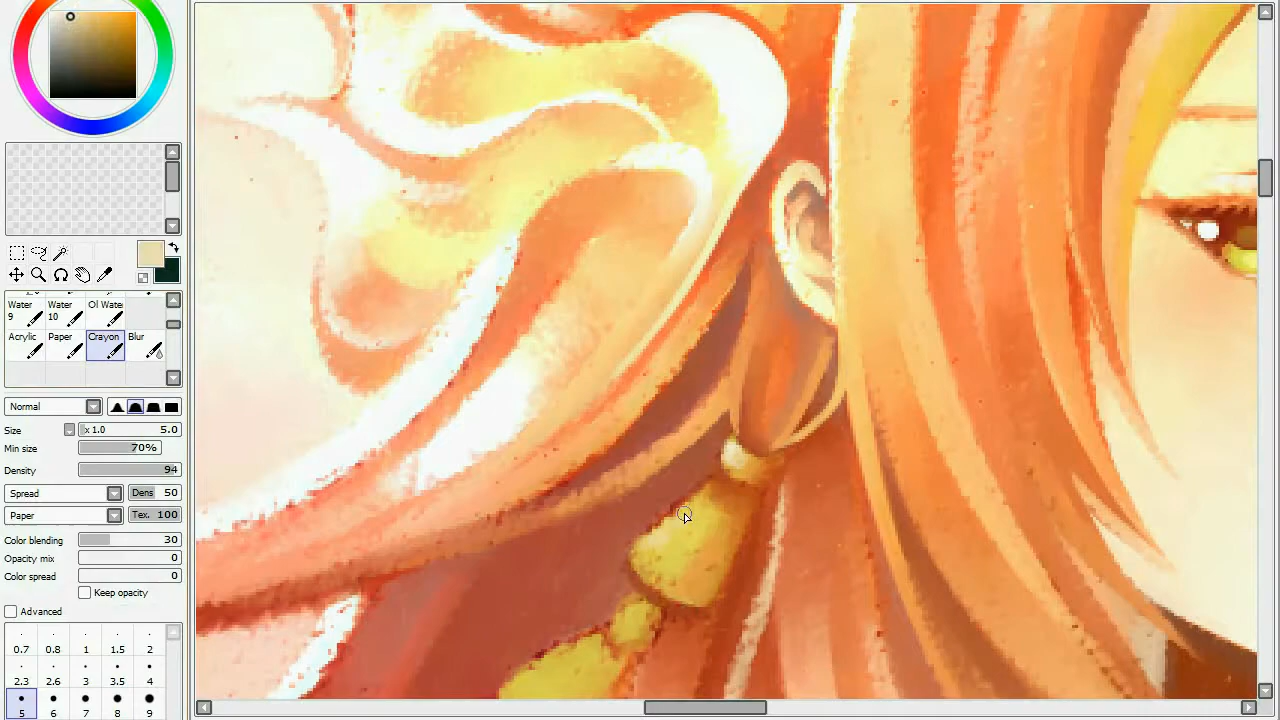 Water Water Ol Wate
9 10
Acrylic Paper Crayon Blur
Normal
Size x 1.0 5.0
Min size 70%
Density 94
Spread Dens 50
Paper Tex. 100
Color blending 30
Opacity mix 0
Color spread 0
Keep opacity
Advanced
0.7 0.8 1 1.5 2
2.3 2.6 3 3.5 4
5 6 7 8 9